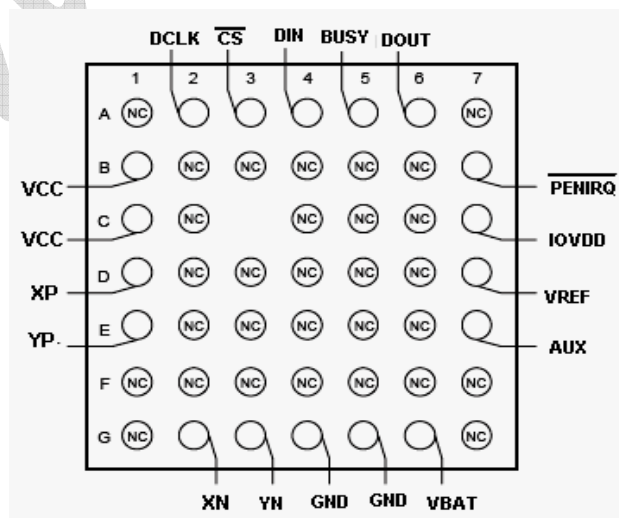 DCLK CS DIN BUSY DOUT
1 2 3 4 5 6 7
A NC NC
B NC NC NC NC NC
VCC PENIRQ
C NC NC NC NC
VCC IOVDD
D NC NC NC NC NC
XP VREF
E NC NC NC NC NC
YP. AUX
F NC NC NC NC NC NC NC
G NC NC
XN YN GND GND VBAT